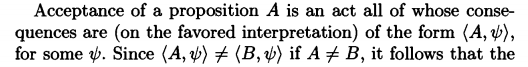 Acceptance of a proposition A is an act all of whose conse-
quences are (on the favored interpretation) of the form ⟨A, ψ⟩,
for some ψ. Since ⟨A, ψ⟩ ≠ ⟨B, ψ⟩ if A ≠ B, it follows that the